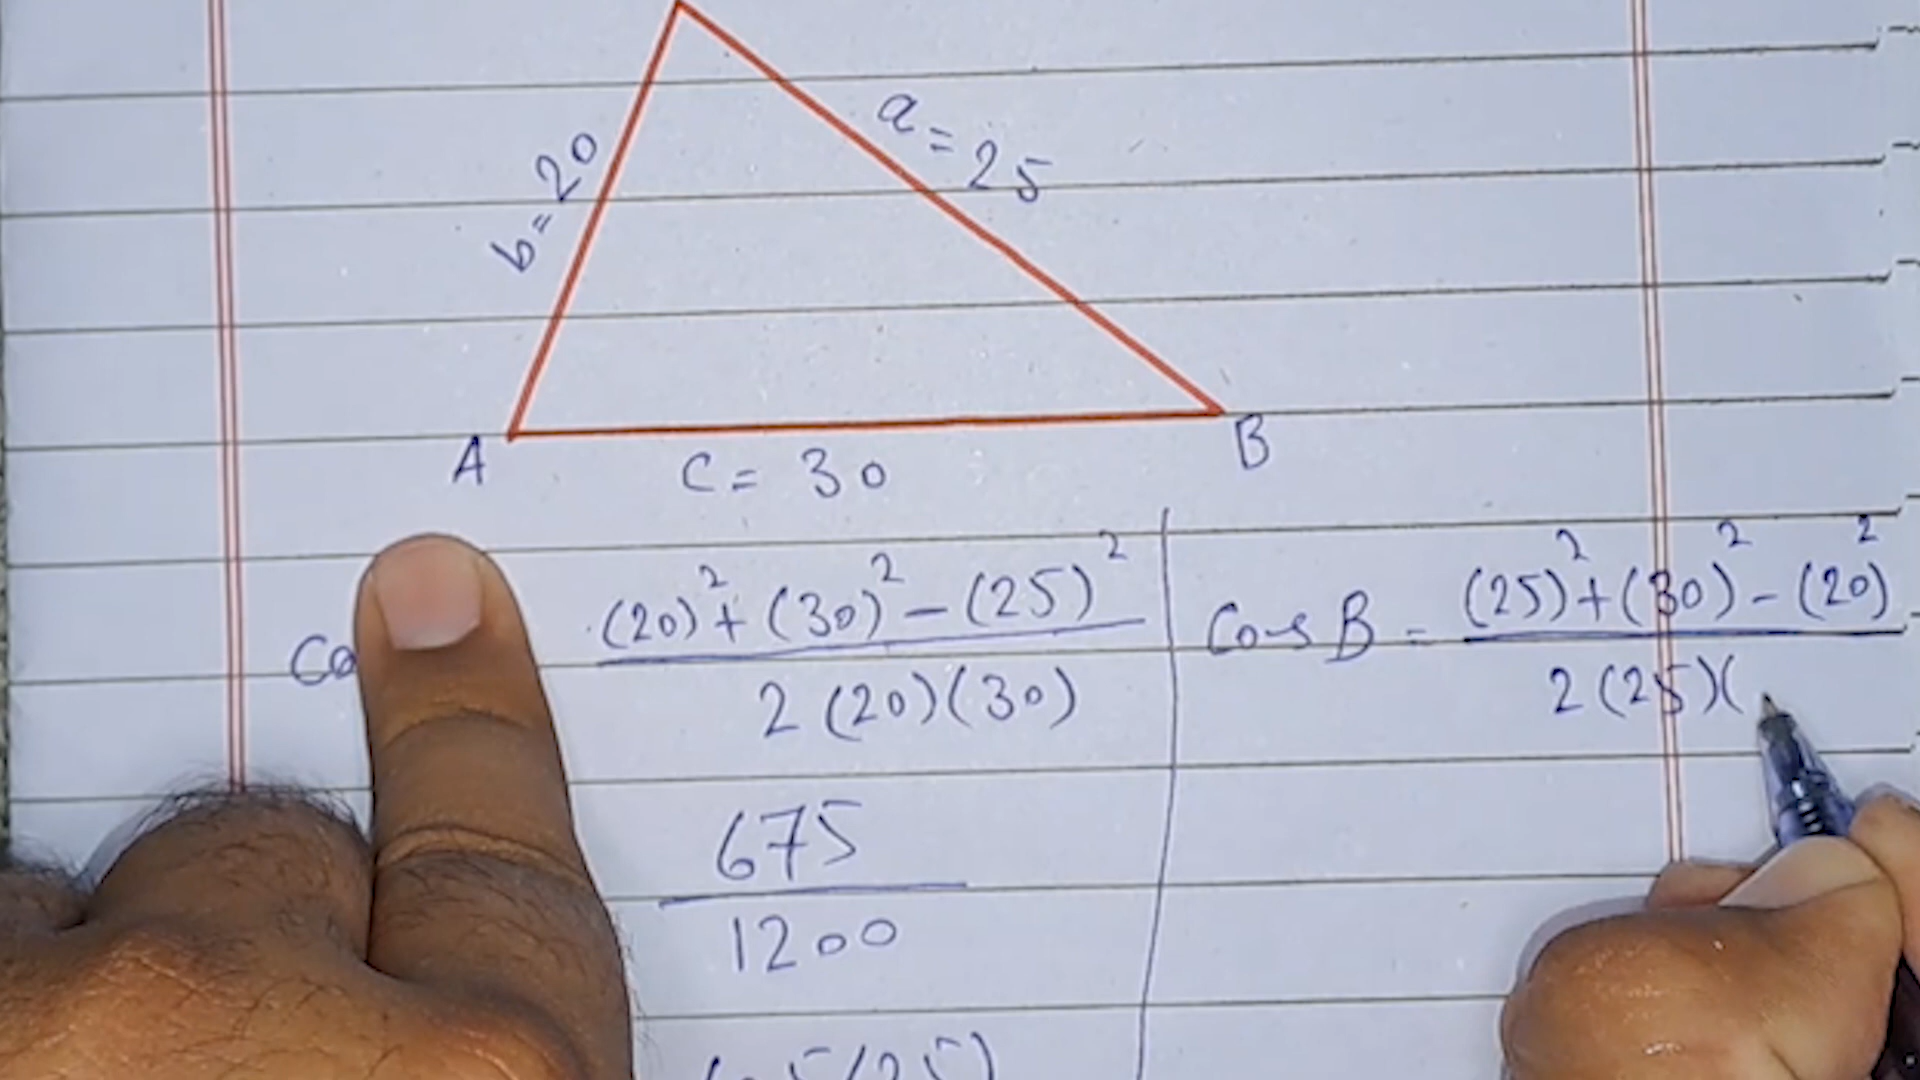 b = 20
a = 25
A
B
C = 30
(20)² + (30)² - (25)²
2 (20)(30)
675
1200
Cos B = (25)² + (30)² - (20)²
2 (25)(